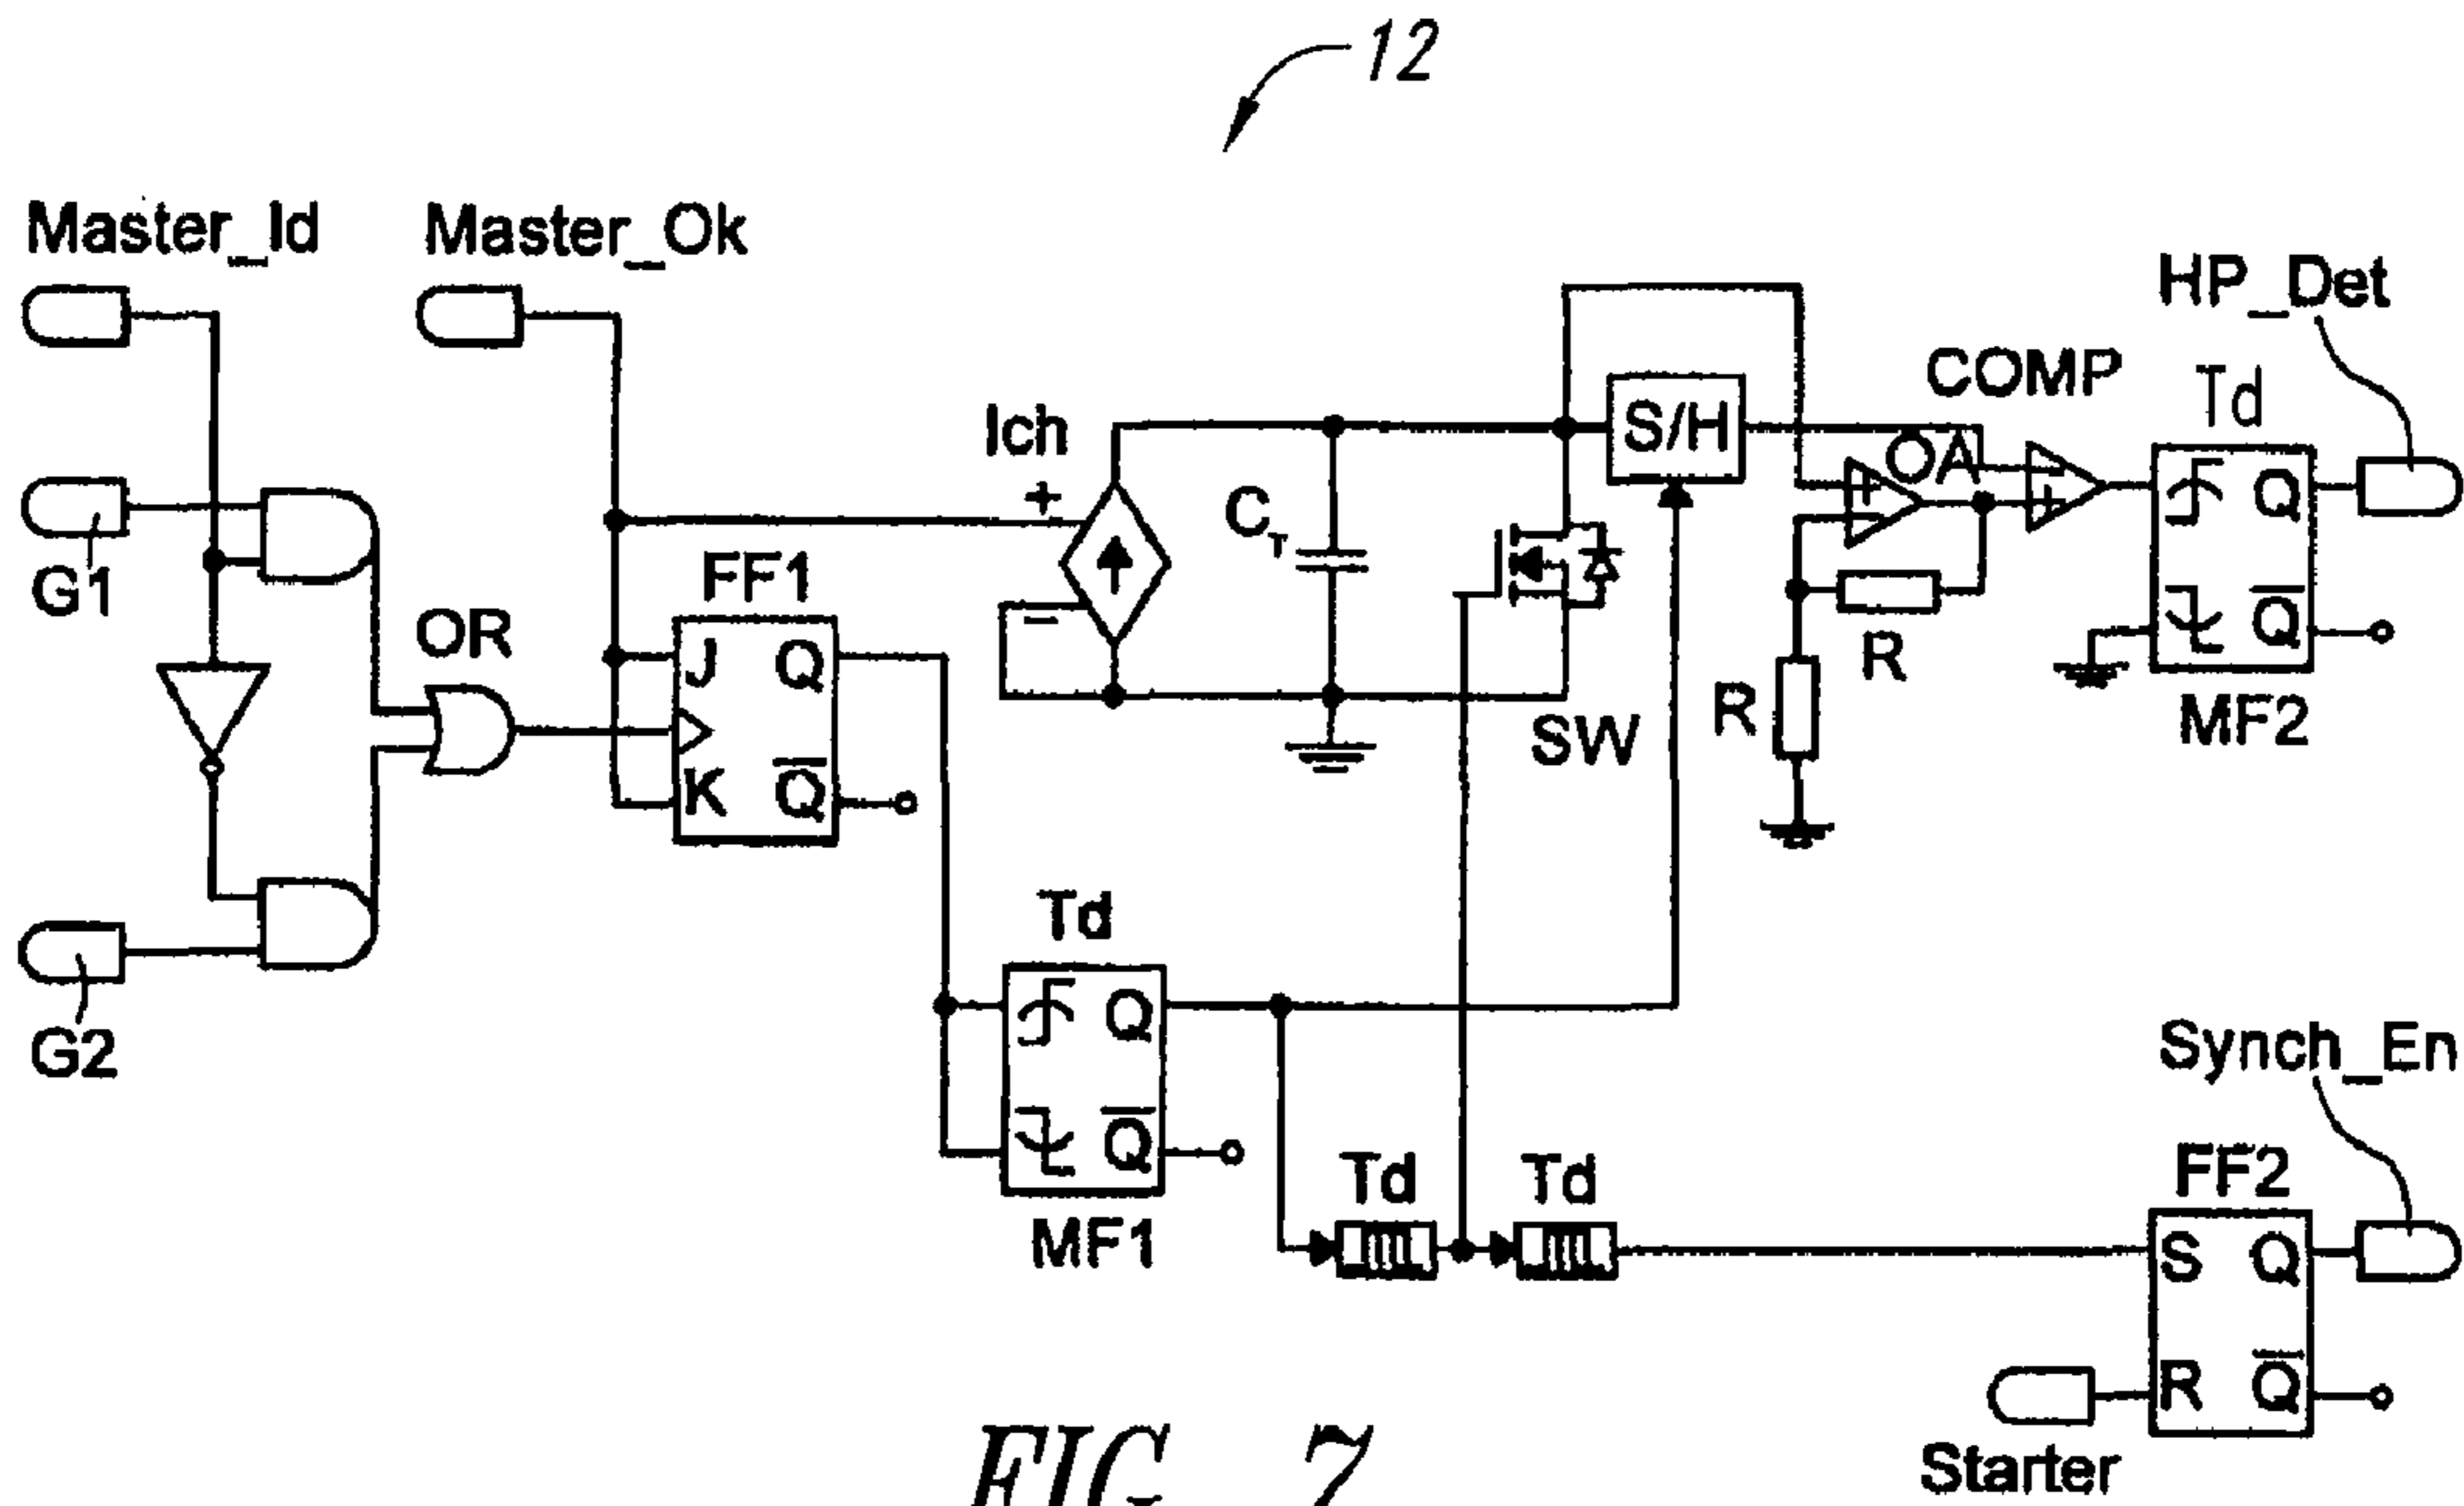 12
Master_Id
Master_Ok
HP_Det
COMP
Td
Ich
+
S/H
OA
−
+
+
−
Q
C_T
G1
FF1
OR
J Q
−
R
Q̅
MF2
R
SW
K Q̅
Td
Q
G2
Synch_En
Q̅
MF1
Td
Td
FF2
S Q
R Q̅
Starter
FIG. 7